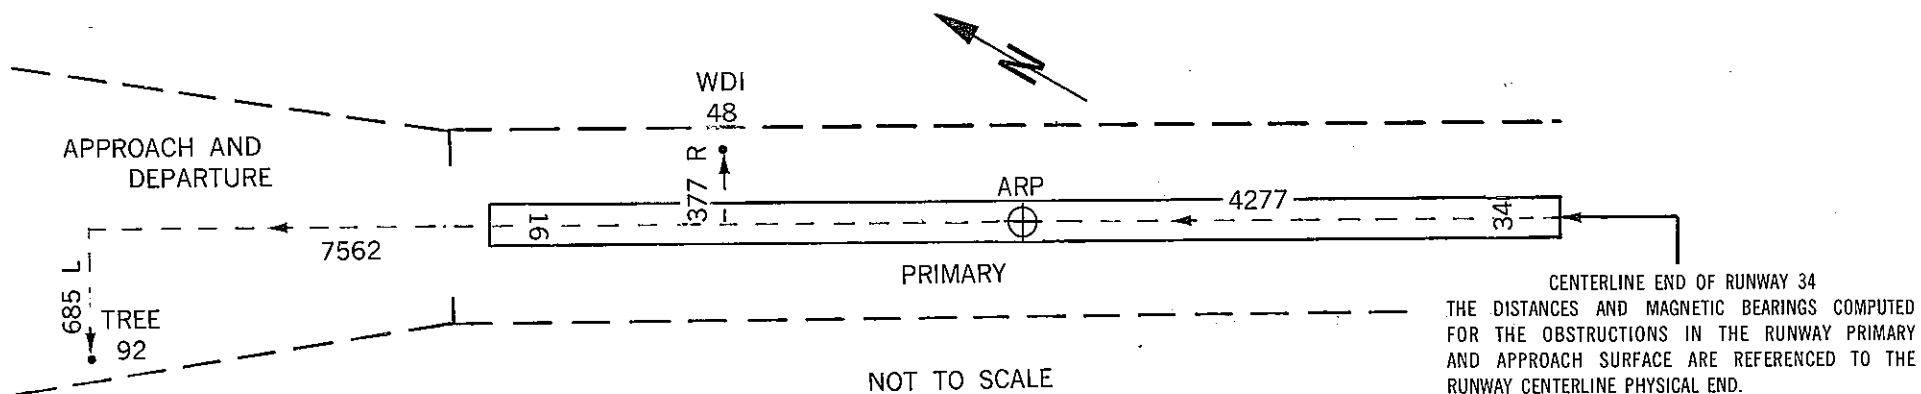 N
WDI
48
APPROACH AND
DEPARTURE
377 R
ARP
4277
16
34
7562
PRIMARY
685 L
TREE
92
CENTERLINE END OF RUNWAY 34
THE DISTANCES AND MAGNETIC BEARINGS COMPUTED
FOR THE OBSTRUCTIONS IN THE RUNWAY PRIMARY
AND APPROACH SURFACE ARE REFERENCED TO THE
RUNWAY CENTERLINE PHYSICAL END.
NOT TO SCALE